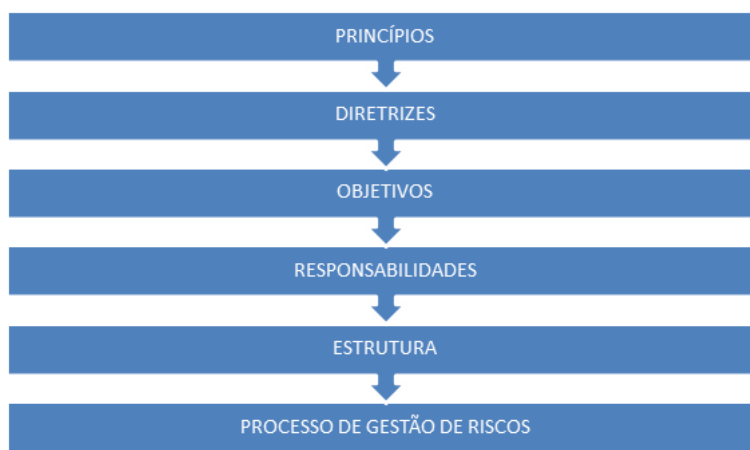 PRINCÍPIOS
DIRETRIZES
OBJETIVOS
RESPONSABILIDADES
ESTRUTURA
PROCESSO DE GESTÃO DE RISCOS